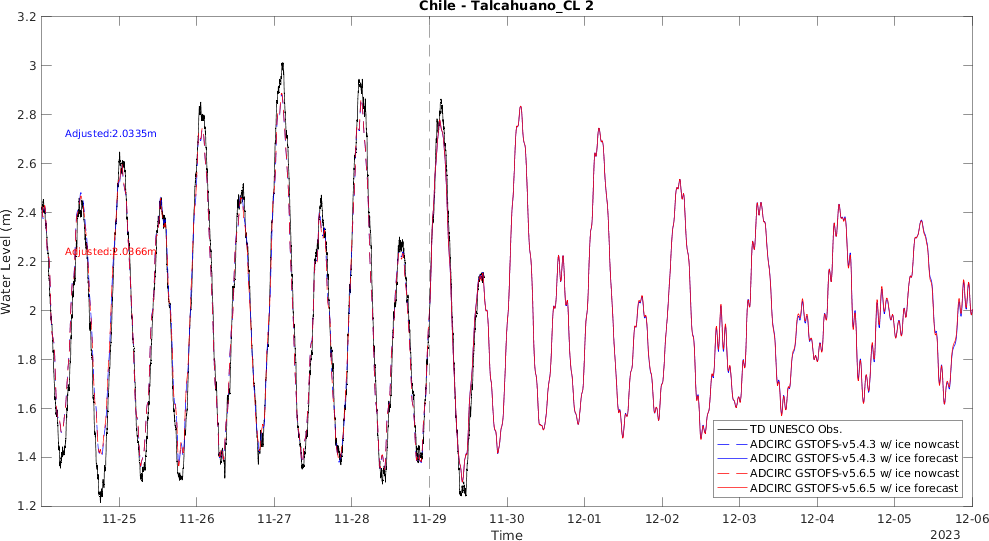 Chile - Talcahuano_CL 2
3.2
3
2.8
2.6
2.4
2.2
2
1.8
1.6
1.4
1.2
Water Level (m)
Adjusted:2.0335m
Adjusted:2.0366m
TD UNESCO Obs.
ADCIRC GSTOFS-v5.4.3 w/ ice nowcast
ADCIRC GSTOFS-v5.4.3 w/ ice forecast
ADCIRC GSTOFS-v5.6.5 w/ ice nowcast
ADCIRC GSTOFS-v5.6.5 w/ ice forecast
11-25 11-26 11-27 11-28 11-29 11-30 12-01 12-02 12-03 12-04 12-05 12-06
Time
2023